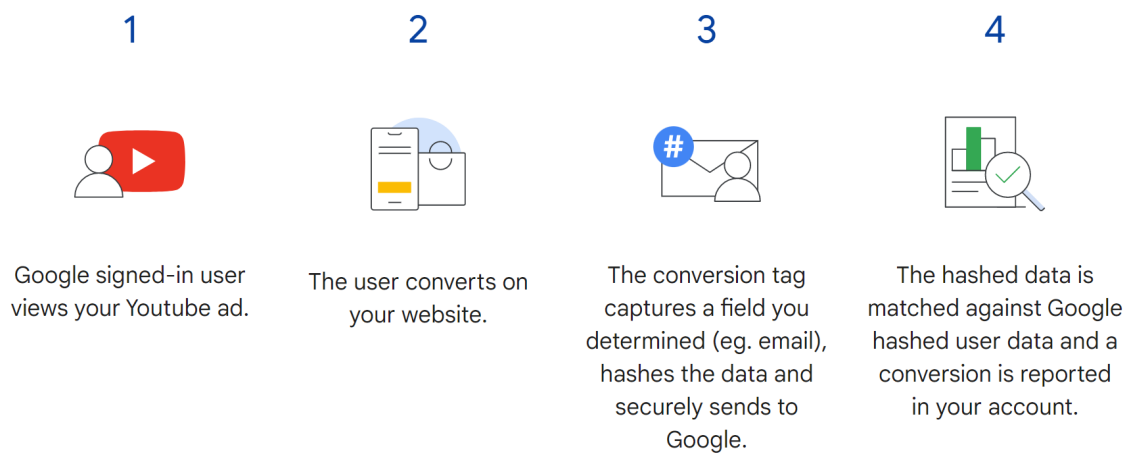 1
2
3
4
#
Google signed-in user
views your Youtube ad.
The user converts on
your website.
The conversion tag
captures a field you
determined (eg. email),
hashes the data and
securely sends to
Google.
The hashed data is
matched against Google
hashed user data and a
conversion is reported
in your account.